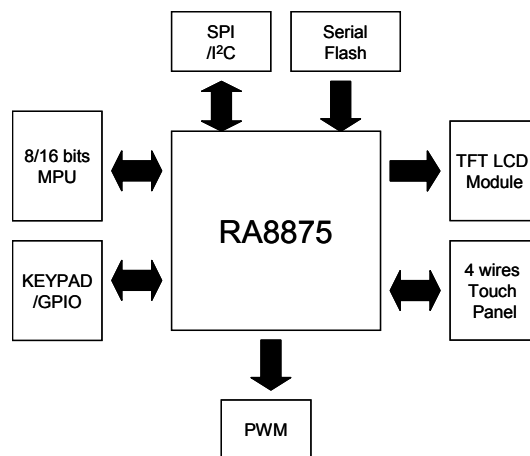 SPI
/I²C
Serial
Flash
8/16 bits
MPU
TFT LCD
Module
RA8875
KEYPAD
/GPIO
4 wires
Touch
Panel
PWM